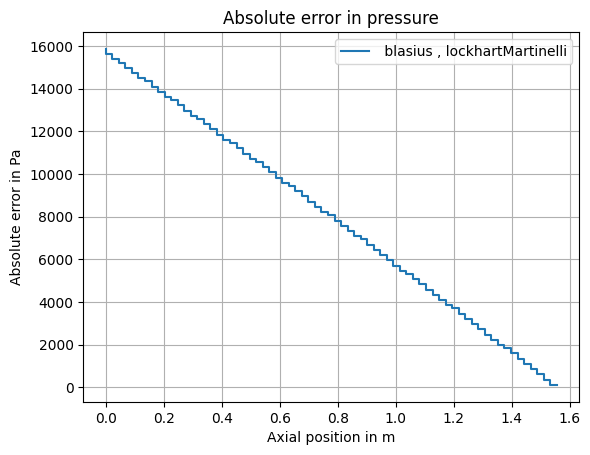 Absolute error in pressure
blasius , lockhartMartinelli
16000
14000
12000
10000
8000
6000
4000
2000
0
Absolute error in Pa
0.0 0.2 0.4 0.6 0.8 1.0 1.2 1.4 1.6
Axial position in m